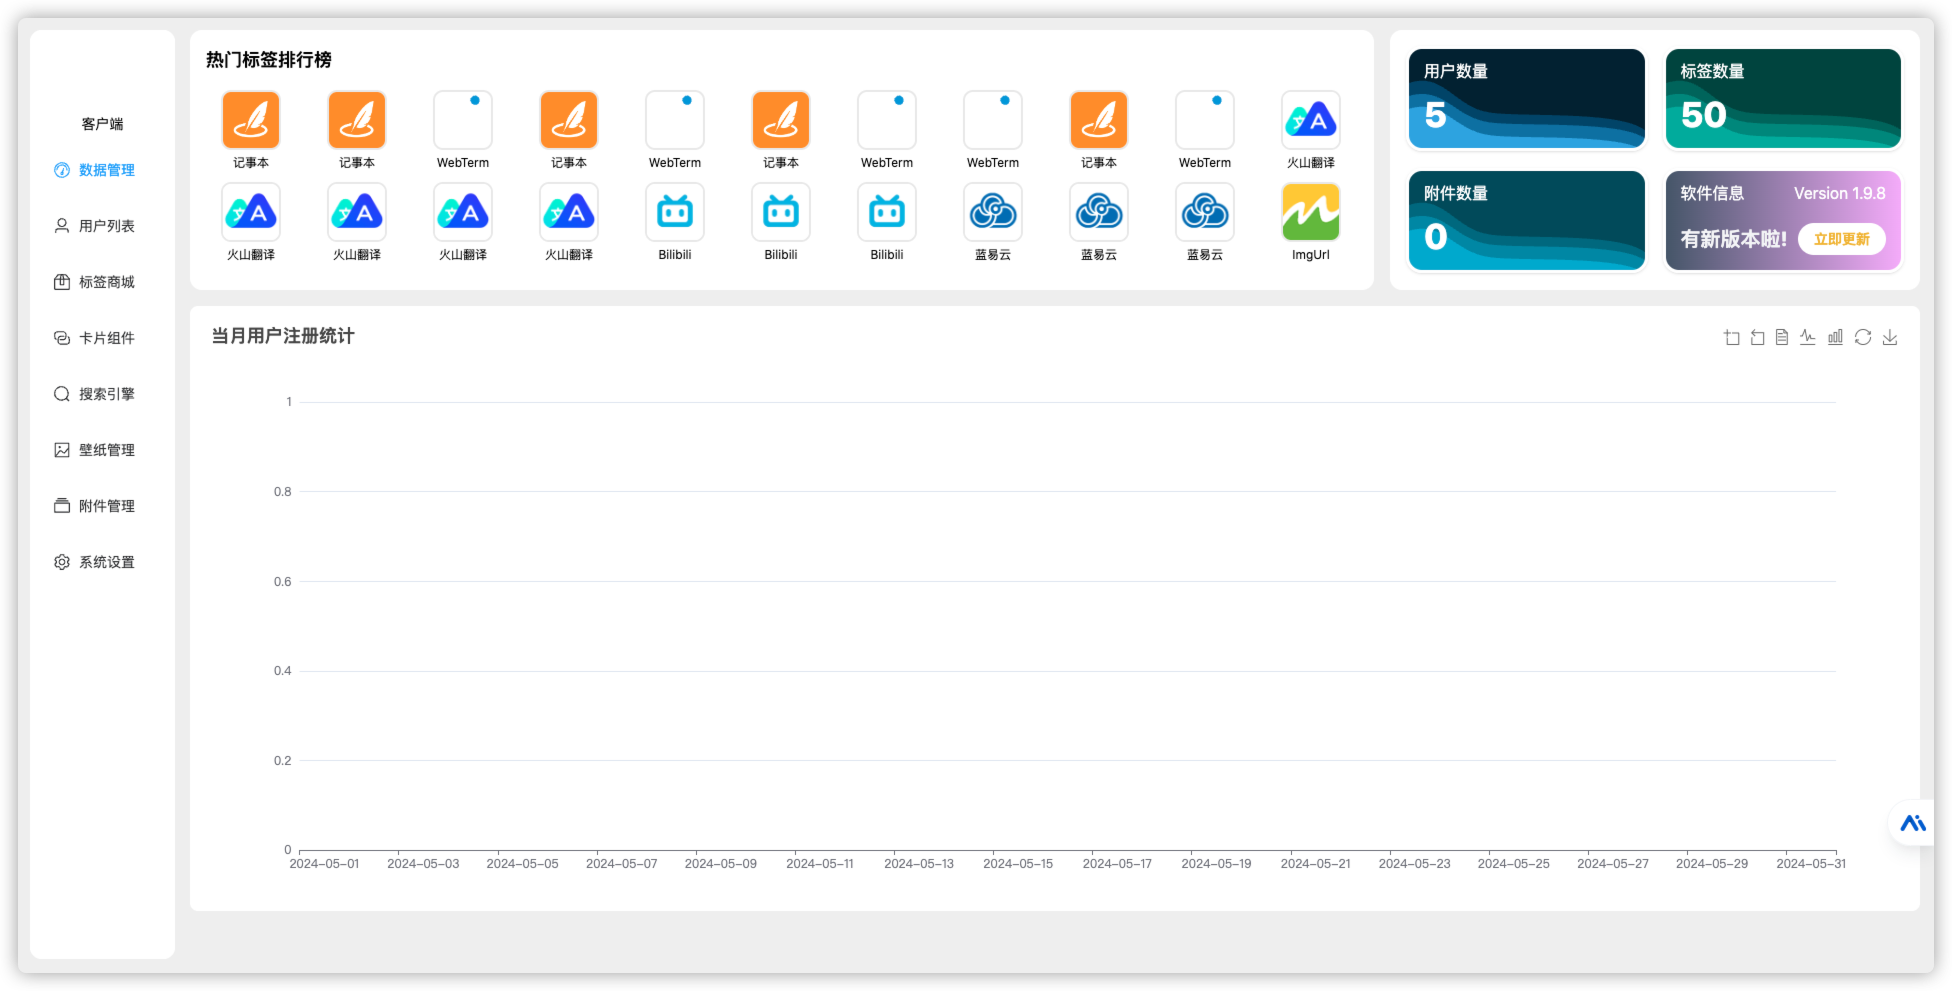 客户端
数据管理
用户列表
标签商城
卡片组件
搜索引擎
壁纸管理
附件管理
系统设置
热门标签排行榜
记事本 记事本 WebTerm 记事本 WebTerm 记事本 WebTerm WebTerm 记事本 WebTerm 火山翻译
火山翻译 火山翻译 火山翻译 火山翻译 Bilibili Bilibili Bilibili 蓝易云 蓝易云 蓝易云 ImgUrl
用户数量
5
标签数量
50
附件数量
0
软件信息 Version 1.9.8
有新版本啦! 立即更新
当月用户注册统计
1
0.8
0.6
0.4
0.2
0
2024-05-01 2024-05-03 2024-05-05 2024-05-07 2024-05-09 2024-05-11 2024-05-13 2024-05-15 2024-05-17 2024-05-19 2024-05-21 2024-05-23 2024-05-25 2024-05-27 2024-05-29 2024-05-31